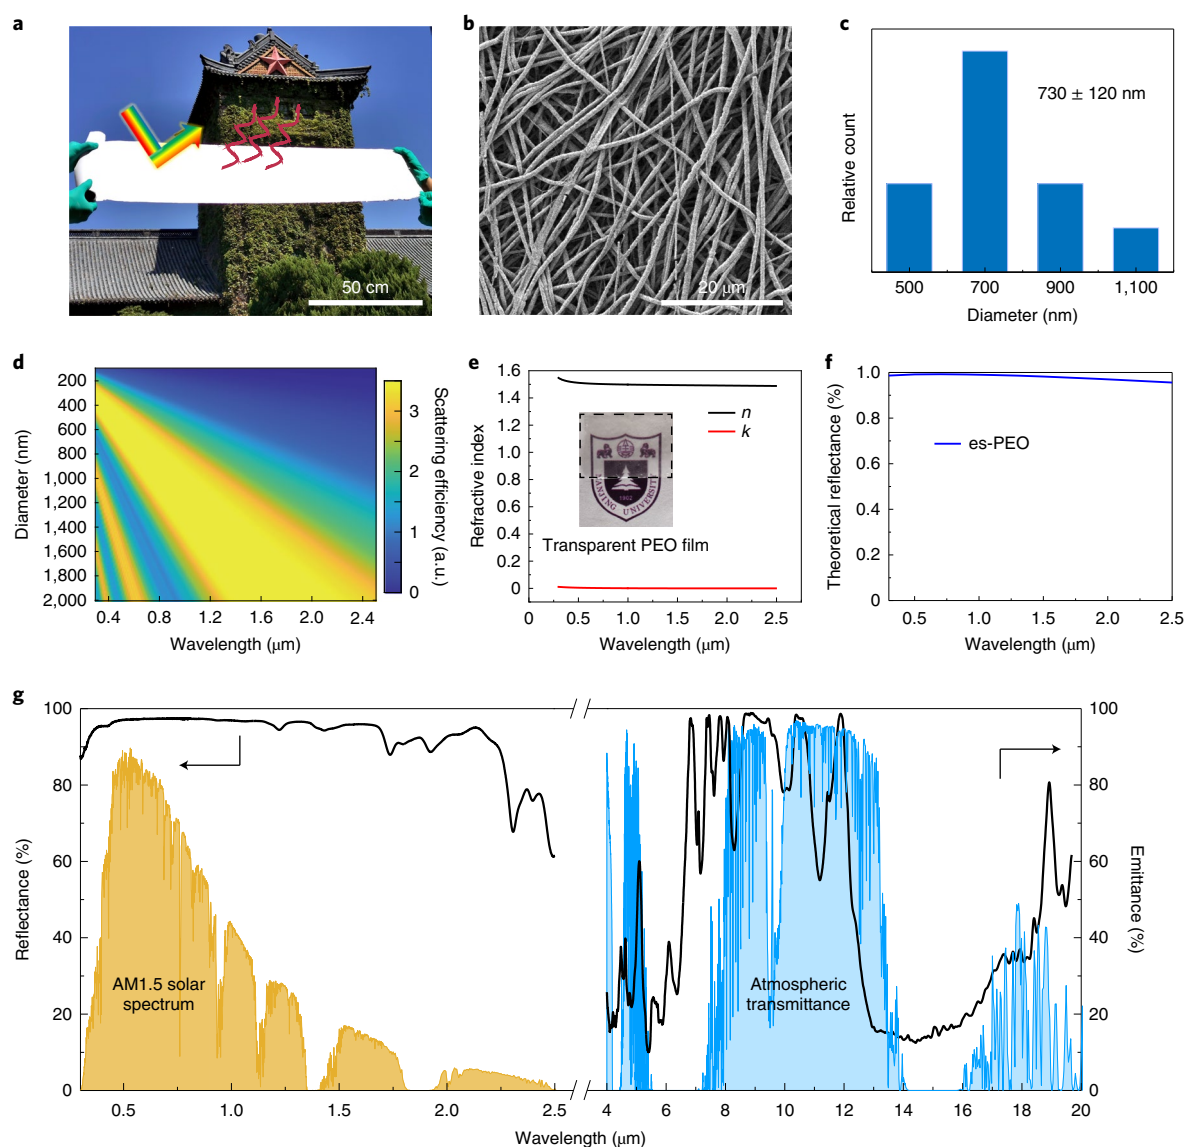 a
50 cm
b
20 μm
c
Relative count
730 ± 120 nm
500 700 900 1,100
Diameter (nm)
d
Diameter (nm)
200
400
600
800
1,000
1,200
1,400
1,600
1,800
2,000
0.4 0.8 1.2 1.6 2.0 2.4
Wavelength (μm)
3
2
1
0
Scattering efficiency (a.u.)
e
Refractive index
1.6
1.4
1.2
1.0
0.8
0.6
0.4
0.2
0
n
k
NANJING UNIVERSITY
1902
Transparent PEO film
0 0.5 1.0 1.5 2.0 2.5
Wavelength (μm)
f
Theoretical reflectance (%)
1.0
0.8
0.6
0.4
0.2
0
es-PEO
0.5 1.0 1.5 2.0 2.5
Wavelength (μm)
g
Reflectance (%)
100
80
60
40
20
0
AM1.5 solar
spectrum
Atmospheric
transmittance
100
80
60
40
20
0
Emittance (%)
0.5 1.0 1.5 2.0 2.5 4 6 8 10 12 14 16 18 20
Wavelength (μm)